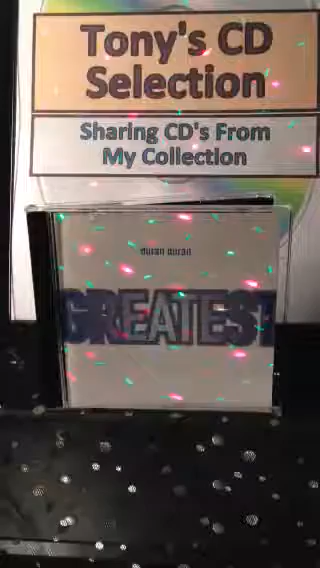 Tony's CD
Selection
Sharing CD's From
My Collection
duran duran
GREATEST